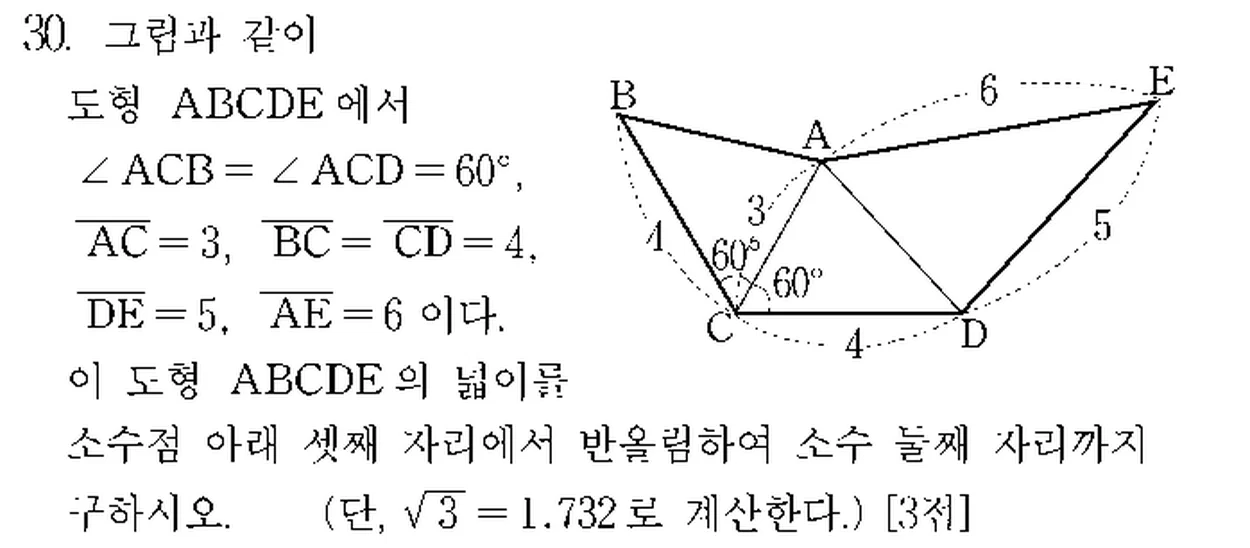 30. 그림과 같이
도형 ABCDE에서
∠ACB = ∠ACD = 60°,
AC = 3, BC = CD = 4,
DE = 5, AE = 6 이다.
이 도형 ABCDE의 넓이를
소수점 아래 셋째 자리에서 반올림하여 소수 둘째 자리까지
구하시오. (단, √3 = 1.732로 계산한다.) [3점]
B
E
6
A
3
4
5
60°
60°
C
D
4